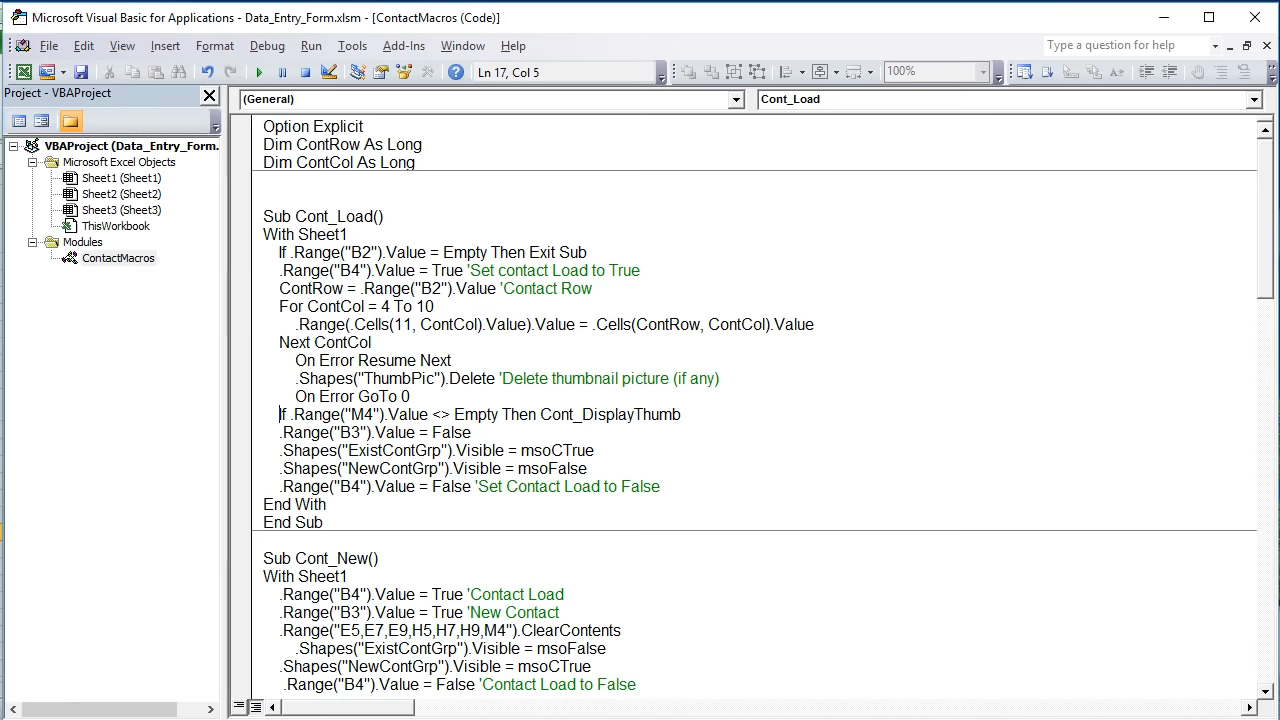 Microsoft Visual Basic for Applications - Data_Entry_Form.xlsm - [ContactMacros (Code)]
File Edit View Insert Format Debug Run Tools Add-Ins Window Help
Type a question for help
Ln 17, Col 5
100%
Project - VBAProject
(General)
Cont_Load
VBAProject (Data_Entry_Form.
Microsoft Excel Objects
Sheet1 (Sheet1)
Sheet2 (Sheet2)
Sheet3 (Sheet3)
ThisWorkbook
Modules
ContactMacros
Option Explicit
Dim ContRow As Long
Dim ContCol As Long
Sub Cont_Load()
With Sheet1
If .Range("B2").Value = Empty Then Exit Sub
.Range("B4").Value = True 'Set contact Load to True
ContRow = .Range("B2").Value 'Contact Row
For ContCol = 4 To 10
.Range(.Cells(11, ContCol).Value).Value = .Cells(ContRow, ContCol).Value
Next ContCol
On Error Resume Next
.Shapes("ThumbPic").Delete 'Delete thumbnail picture (if any)
On Error GoTo 0
If .Range("M4").Value <> Empty Then Cont_DisplayThumb
.Range("B3").Value = False
.Shapes("ExistContGrp").Visible = msoCTrue
.Shapes("NewContGrp").Visible = msoFalse
.Range("B4").Value = False 'Set Contact Load to False
End With
End Sub
Sub Cont_New()
With Sheet1
.Range("B4").Value = True 'Contact Load
.Range("B3").Value = True 'New Contact
.Range("E5,E7,E9,H5,H7,H9,M4").ClearContents
.Shapes("ExistContGrp").Visible = msoFalse
.Shapes("NewContGrp").Visible = msoCTrue
.Range("B4").Value = False 'Contact Load to False